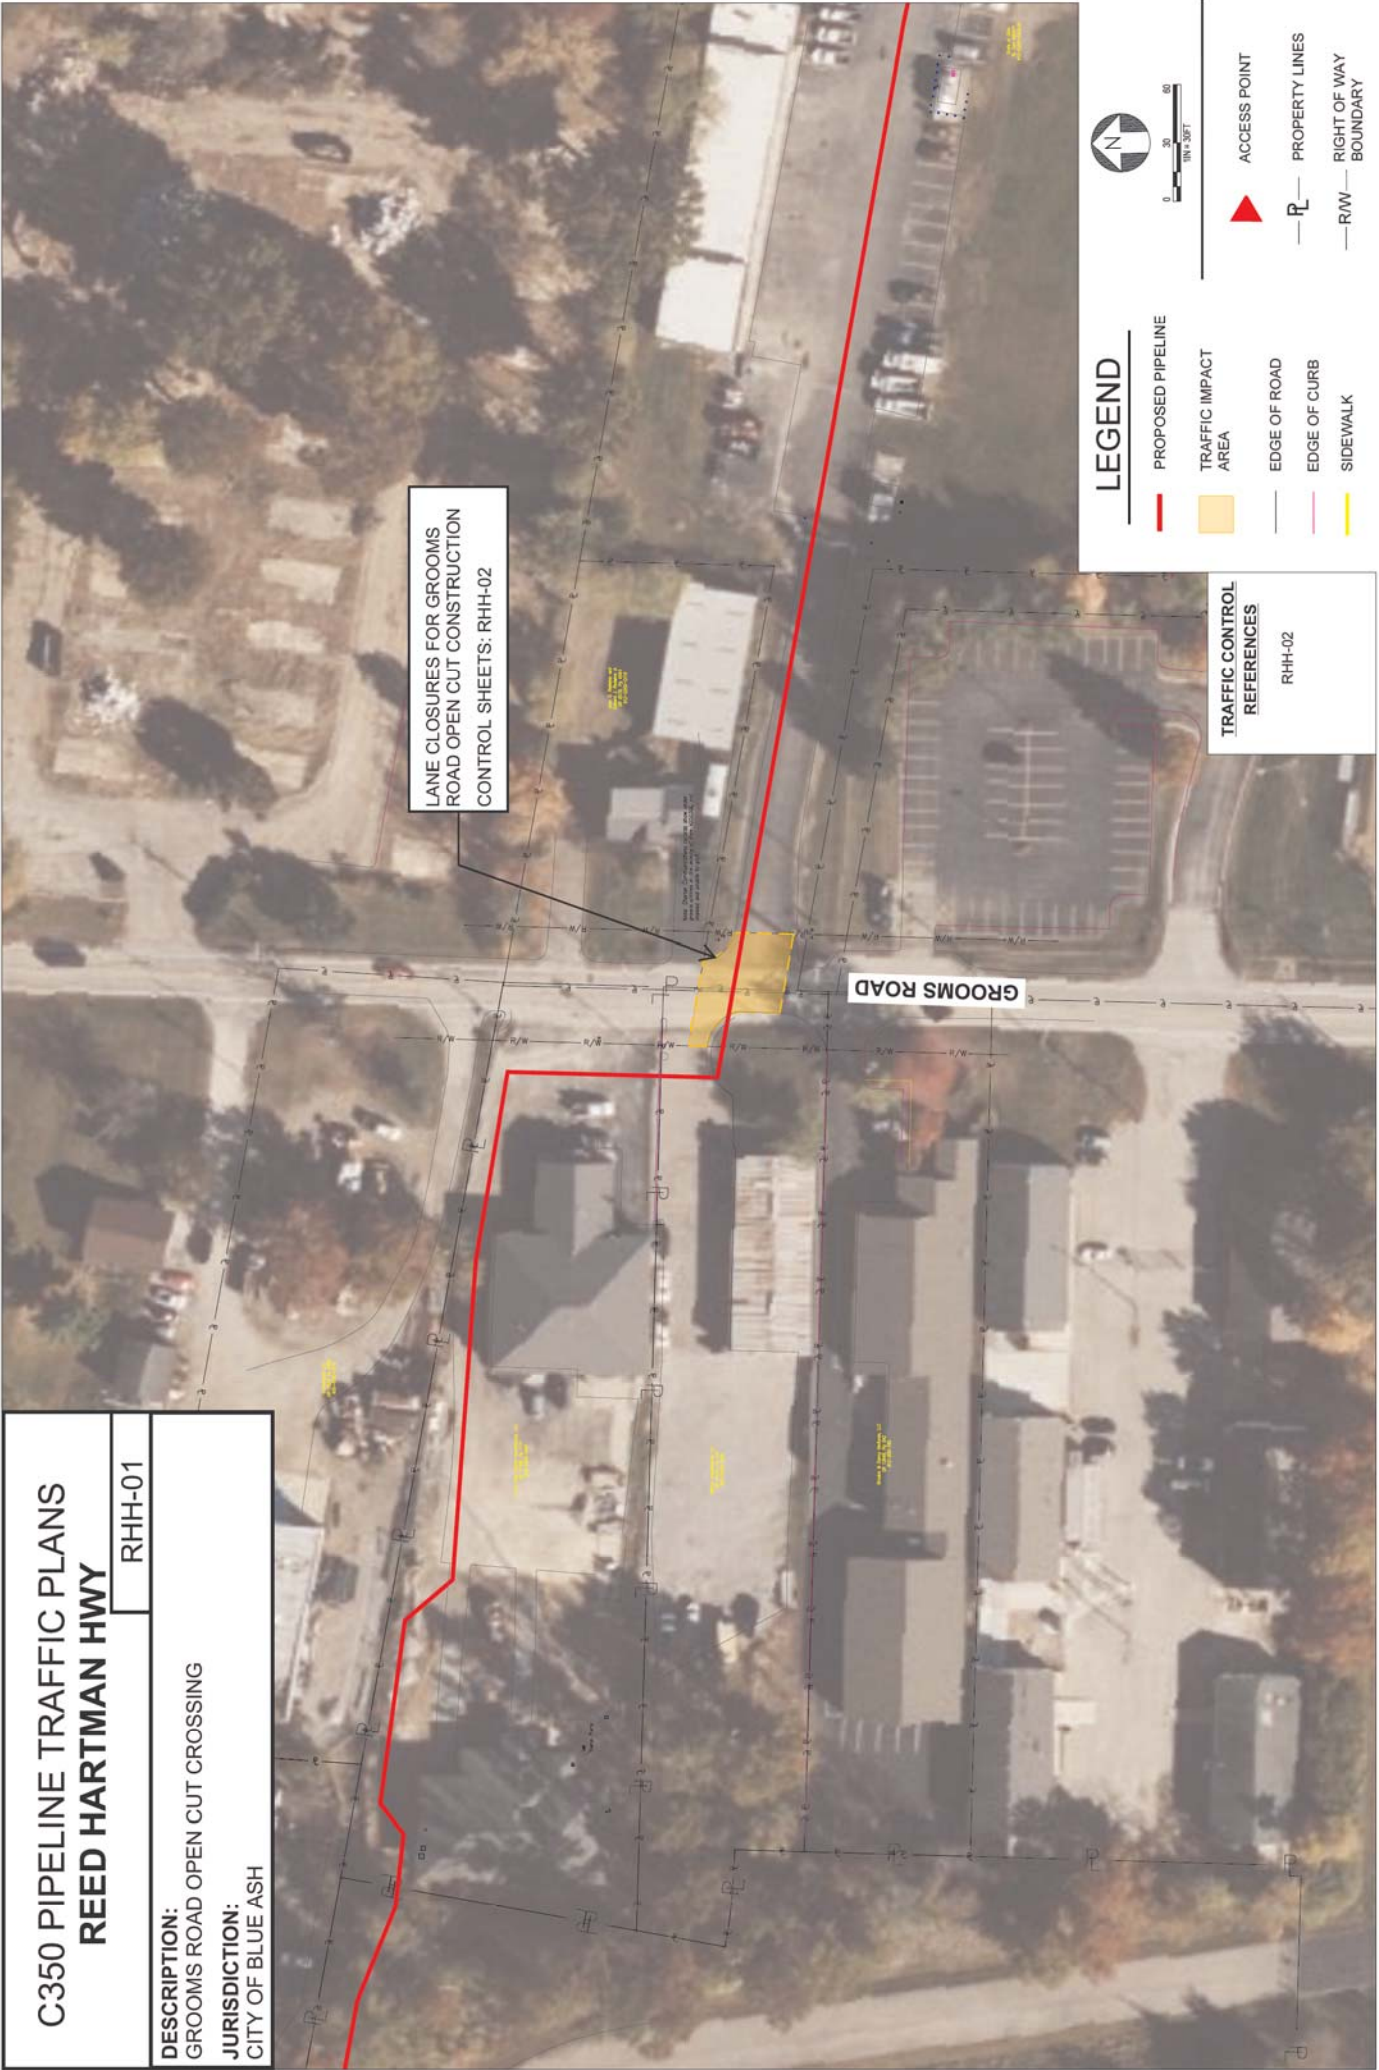 C350 PIPELINE TRAFFIC PLANS
REED HARTMAN HWY
RHH-01
DESCRIPTION:
GROOMS ROAD OPEN CUT CROSSING
JURISDICTION:
CITY OF BLUE ASH
LANE CLOSURES FOR GROOMS
ROAD OPEN CUT CONSTRUCTION
CONTROL SHEETS: RHH-02
GROOMS ROAD
TRAFFIC CONTROL
REFERENCES
RHH-02
LEGEND
PROPOSED PIPELINE
TRAFFIC IMPACT
AREA
EDGE OF ROAD
EDGE OF CURB
SIDEWALK
N
0 30 60
1IN = 30FT
ACCESS POINT
PL PROPERTY LINES
R/W RIGHT OF WAY
BOUNDARY
R/W R/W R/W R/W R/W R/W R/W
R/W R/W R/W R/W R/W R/W R/W R/W